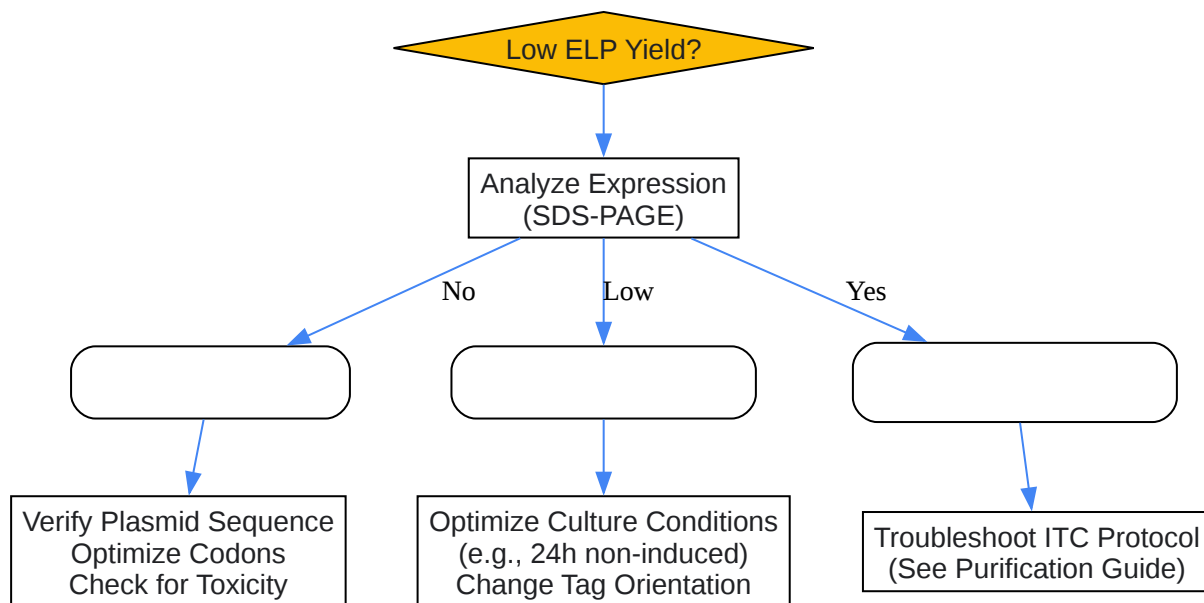 Low ELP Yield?
Analyze Expression
(SDS-PAGE)
No
Low
Yes
Verify Plasmid Sequence
Optimize Codons
Check for Toxicity
Optimize Culture Conditions
(e.g., 24h non-induced)
Change Tag Orientation
Troubleshoot ITC Protocol
(See Purification Guide)